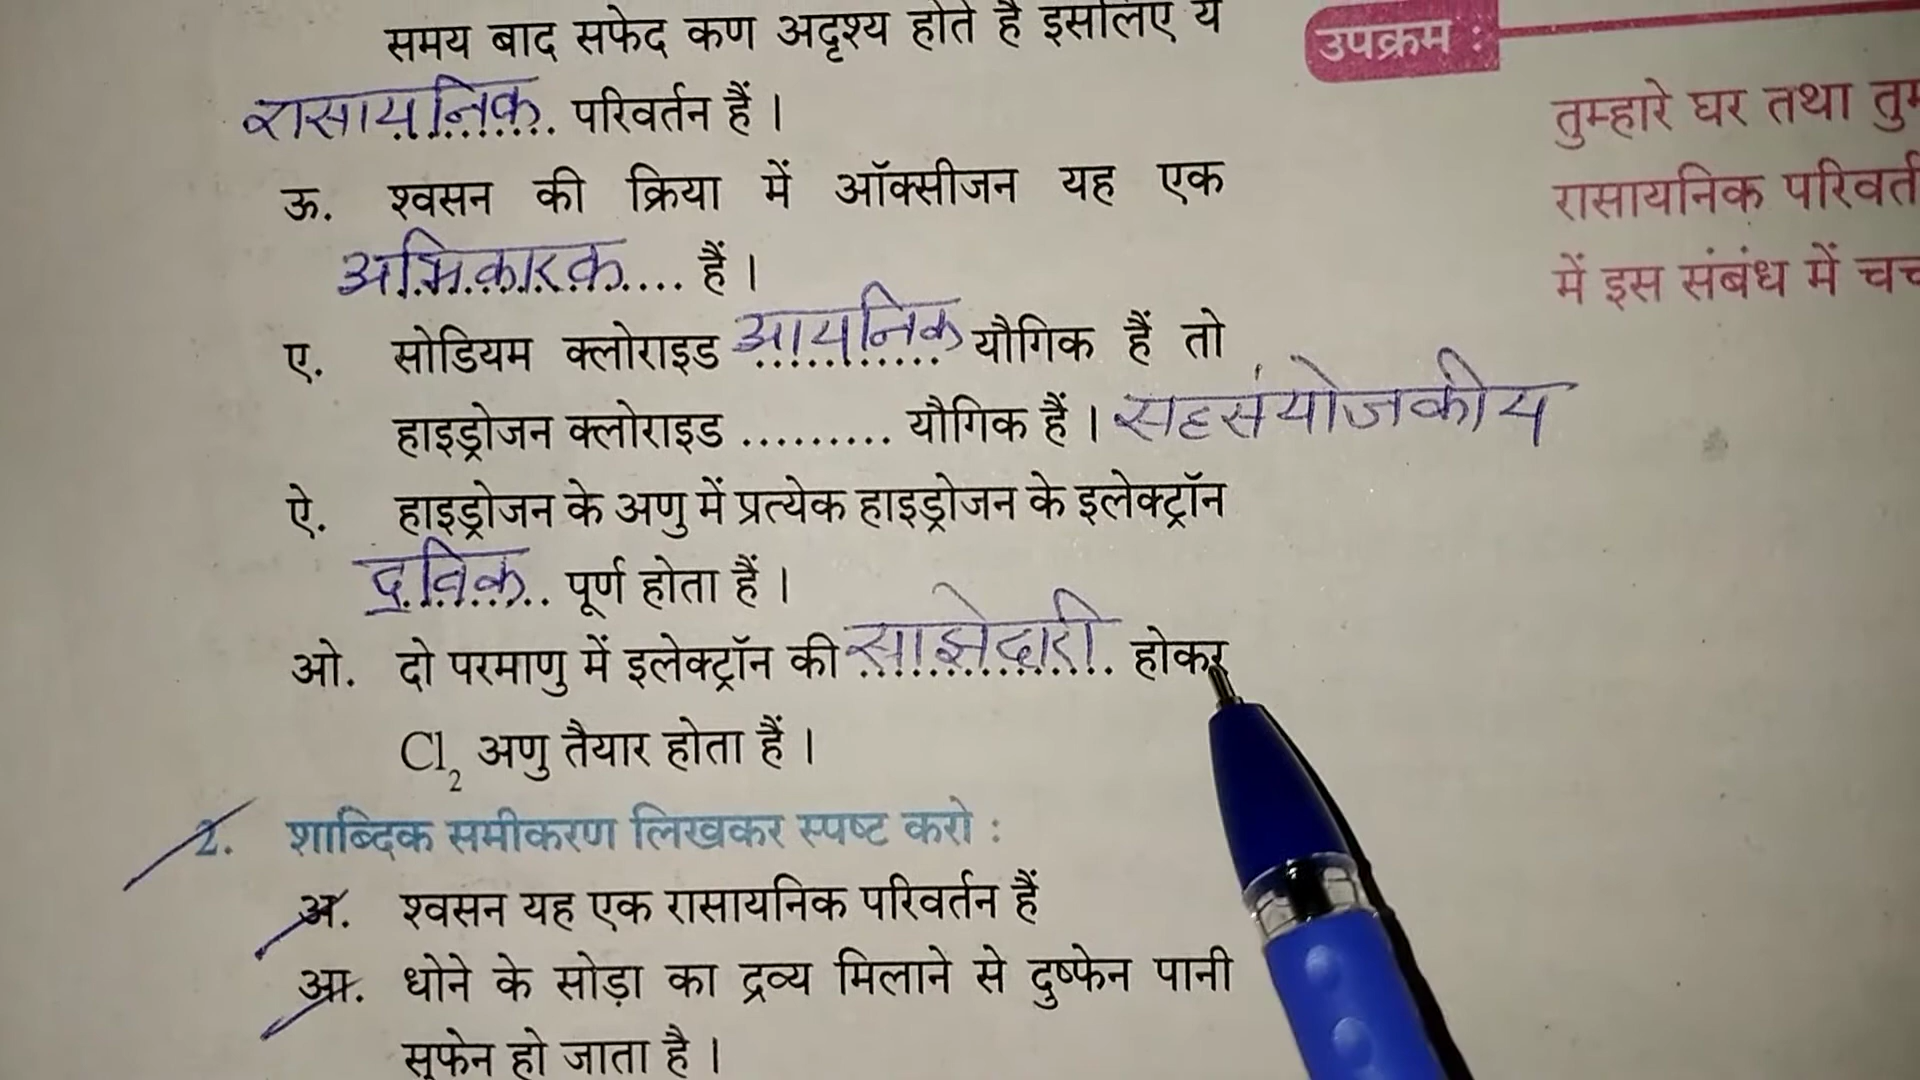 समय बाद सफेद कण अदृश्य होते हैं इसलिए ये
रासायनिक परिवर्तन हैं ।
ऊ. श्वसन की क्रिया में ऑक्सीजन यह एक
अभिकारक.... हैं ।
ए. सोडियम क्लोराइड आयनिक यौगिक हैं तो
हाइड्रोजन क्लोराइड ......... यौगिक हैं । सहसंयोजकीय
ऐ. हाइड्रोजन के अणु में प्रत्येक हाइड्रोजन के इलेक्ट्रॉन
द्विक.. पूर्ण होता हैं ।
ओ. दो परमाणु में इलेक्ट्रॉन की साझेदारी होकर
Cl₂ अणु तैयार होता हैं ।
2. शाब्दिक समीकरण लिखकर स्पष्ट करो :
अ. श्वसन यह एक रासायनिक परिवर्तन हैं
आ. धोने के सोड़ा का द्रव्य मिलाने से दुष्फेन पानी
सुफेन हो जाता है ।
उपक्रम :
तुम्हारे घर तथा
रासायनिक
में इस संबंध में